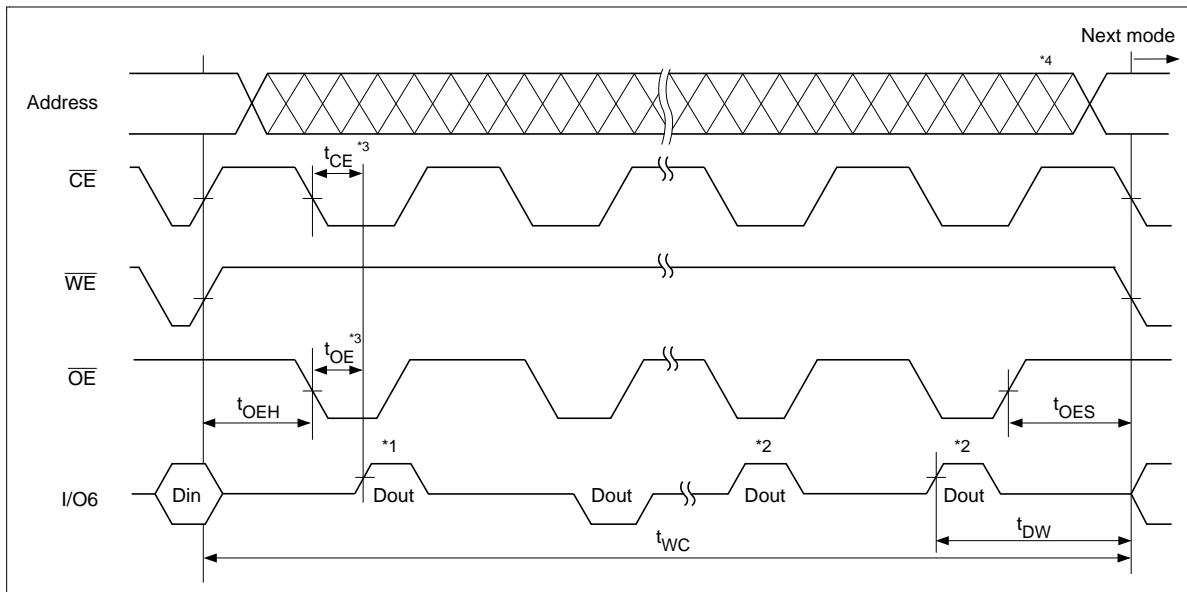 Next mode
*4
Address
tCE *3
CE
WE
tOE *3
OE
tOEH
tOES
*1
*2
*2
I/O6
Din
Dout
Dout
Dout
Dout
tWC
tDW